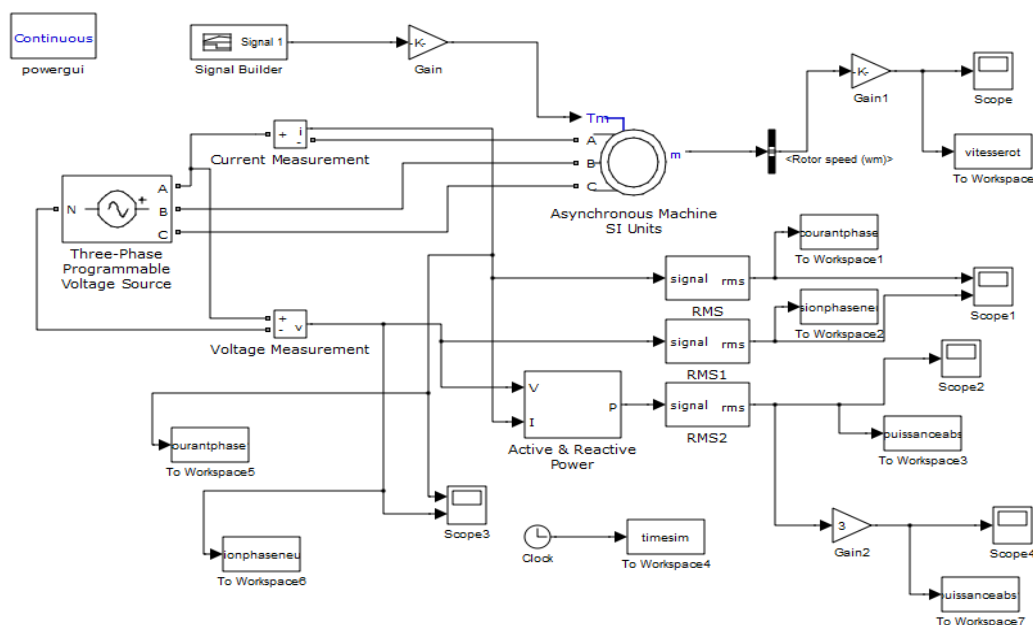 Continuous
powergui
Signal 1
Signal Builder
-K-
Gain
Tm
A
B
C
m
Asynchronous Machine
SI Units
<Rotor speed (wm)>
-K-
Gain1
Scope
vitesserot
To Workspace
+
-
i
Current Measurement
N
+
A
B
C
Three-Phase
Programmable
Voltage Source
+
-
v
Voltage Measurement
signal rms
RMS
courantphase
To Workspace1
signal rms
RMS1
sionphaseneu
To Workspace2
Scope1
V
I
P
Active & Reactive
Power
signal rms
RMS2
Scope2
puissanceabs
To Workspace3
ourantphase
To Workspace5
ionphaseneu
To Workspace6
Scope3
Clock
timesim
To Workspace4
3
Gain2
Scope4
uissanceabs
To Workspace7